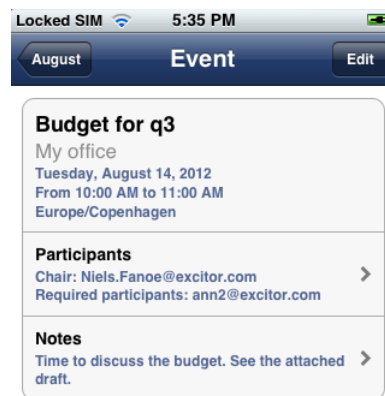 Locked SIM 5:35 PM
August Event Edit
Budget for q3
My office
Tuesday, August 14, 2012
From 10:00 AM to 11:00 AM
Europe/Copenhagen
Participants
Chair: Niels.Fanoe@excitor.com
Required participants: ann2@excitor.com
Notes
Time to discuss the budget. See the attached
draft.